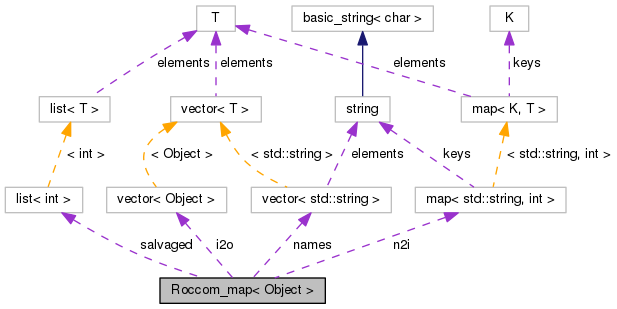 T
basic_string< char >
K
elements
elements
elements
keys
list< T >
vector< T >
string
map< K, T >
< int >
< Object >
< std::string >
elements
keys
< std::string, int >
list< int >
vector< Object >
vector< std::string >
map< std::string, int >
salvaged
i2o
names
n2i
Roccom_map< Object >